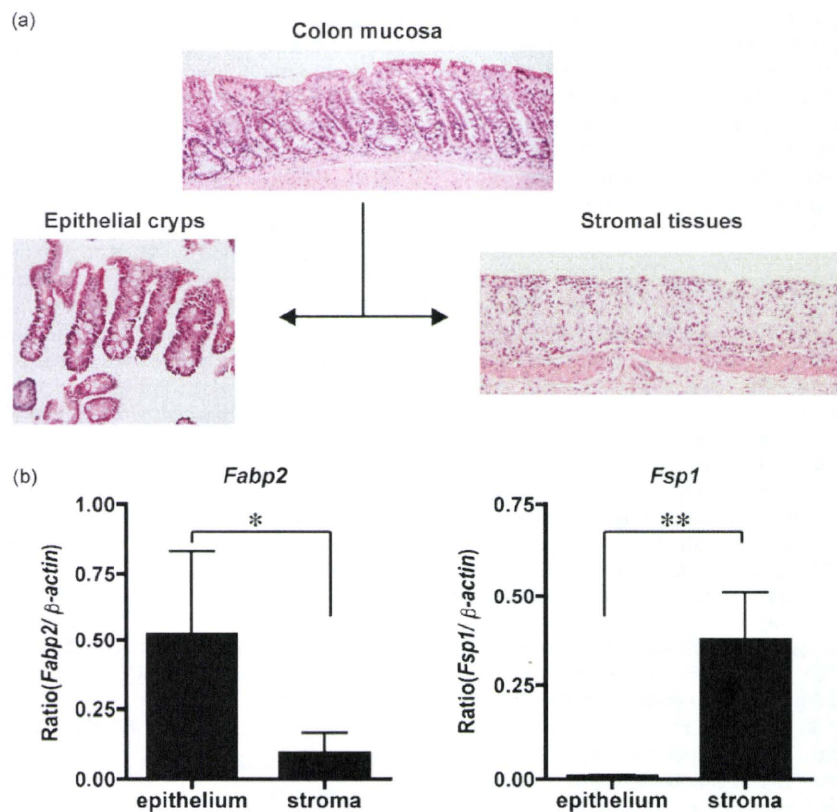 (a)
Colon mucosa
Epithelial cryps
Stromal tissues
(b)
Fabp2
Ratio(Fabp2/ β-actin)
1.00
0.75
0.50
0.25
0.00
*
epithelium
stroma
Fsp1
Ratio(Fsp1/ β-actin)
0.75
0.50
0.25
0.00
**
epithelium
stroma